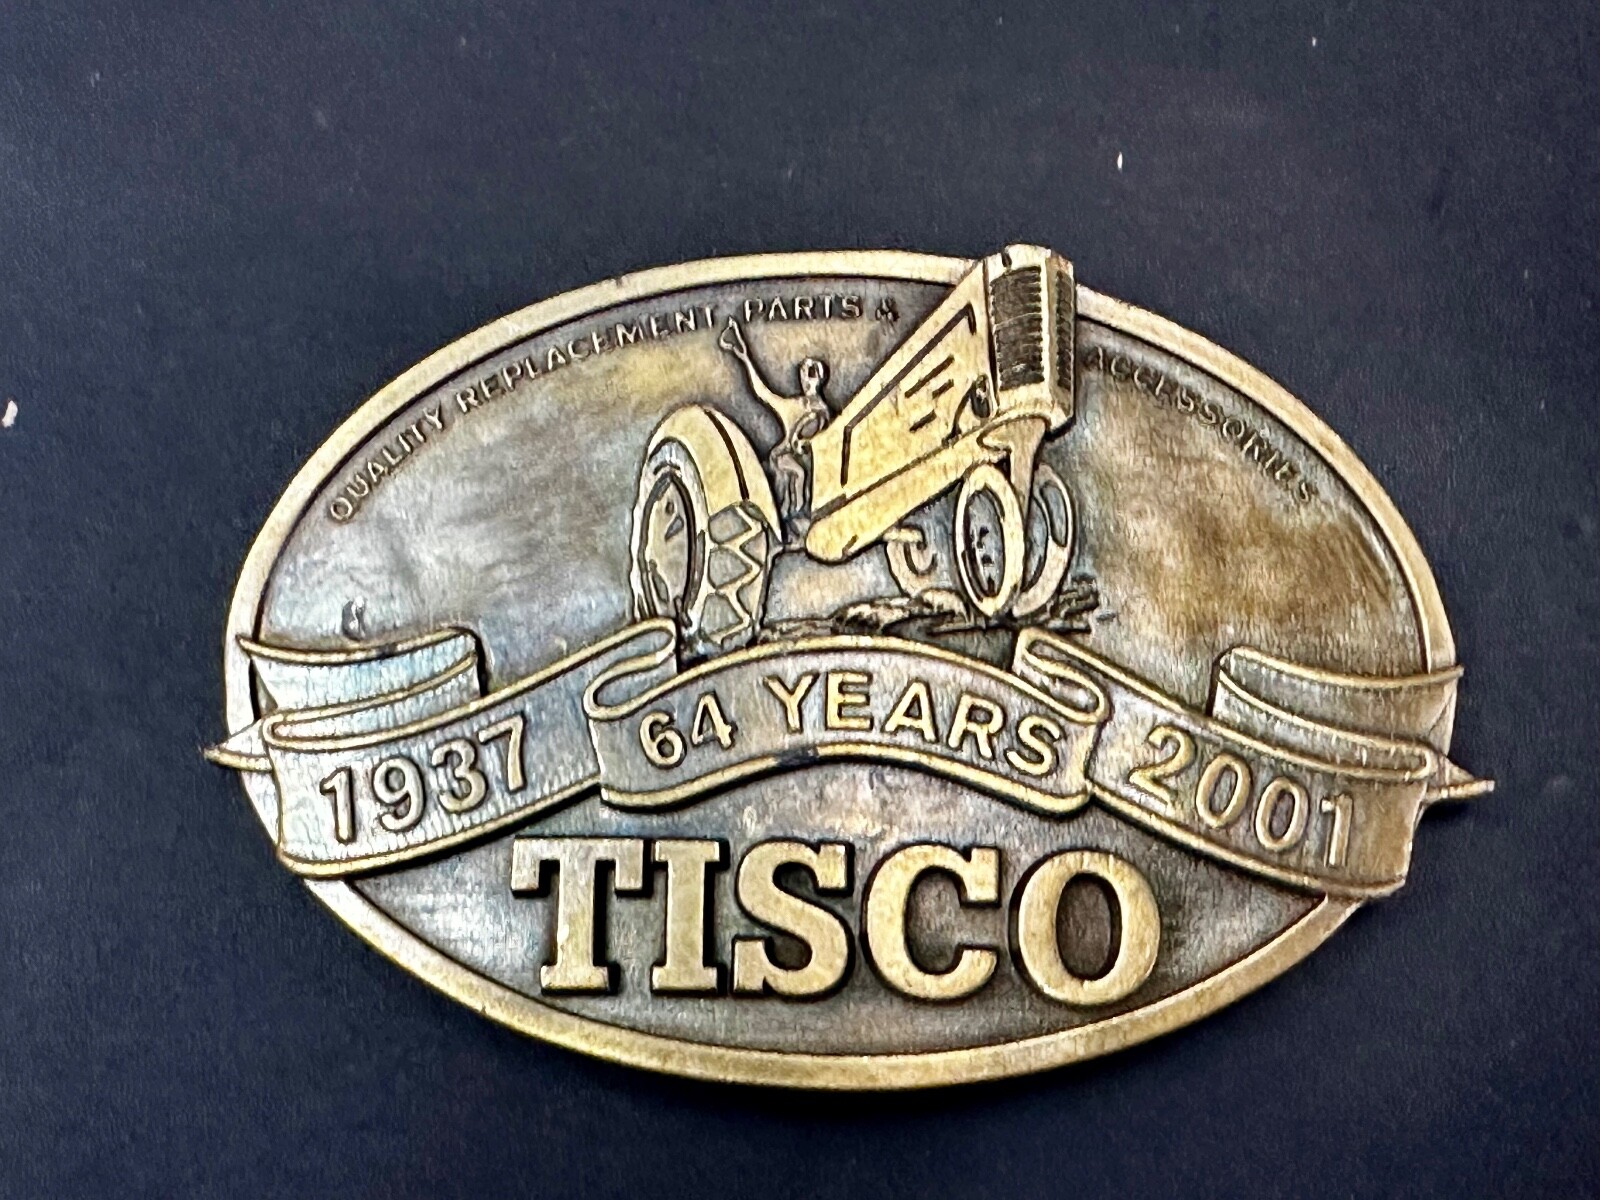 QUALITY REPLACEMENT PARTS & ACCESSORIES
1937 64 YEARS 2001
TISCO